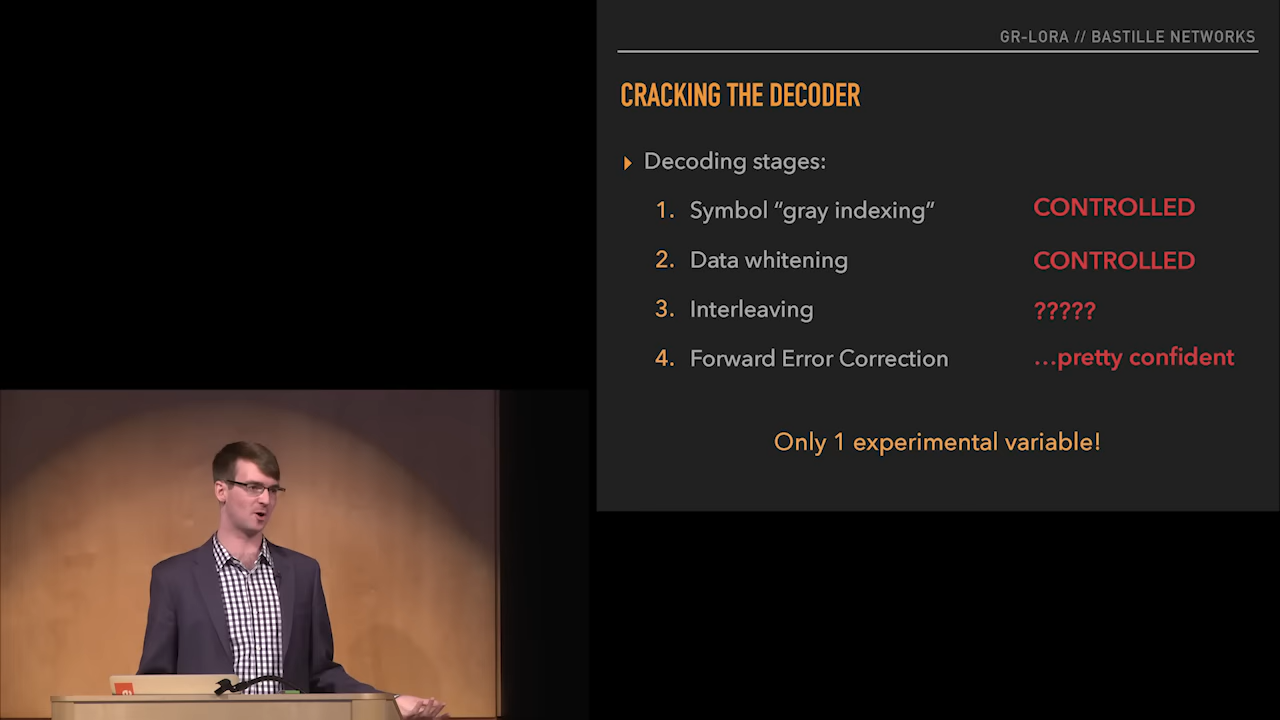 GR-LORA // BASTILLE NETWORKS
CRACKING THE DECODER
Decoding stages:
1. Symbol “gray indexing” CONTROLLED
2. Data whitening CONTROLLED
3. Interleaving ?????
4. Forward Error Correction …pretty confident
Only 1 experimental variable!